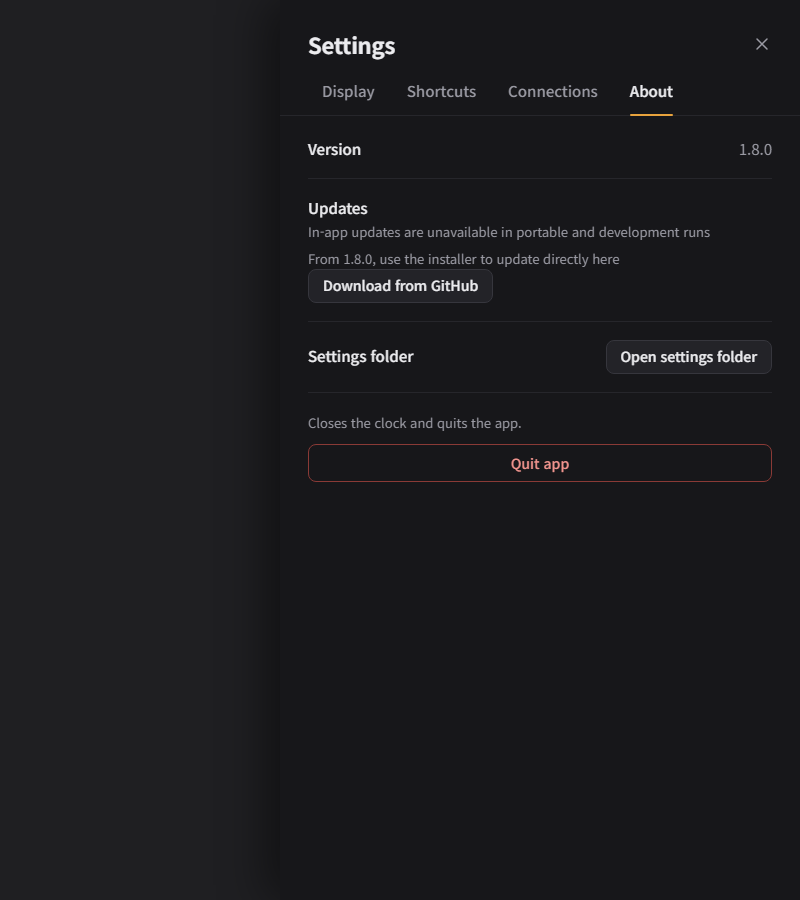 Settings
Display Shortcuts Connections About
Version 1.8.0
Updates
In-app updates are unavailable in portable and development runs
From 1.8.0, use the installer to update directly here
Download from GitHub
Settings folder Open settings folder
Closes the clock and quits the app.
Quit app